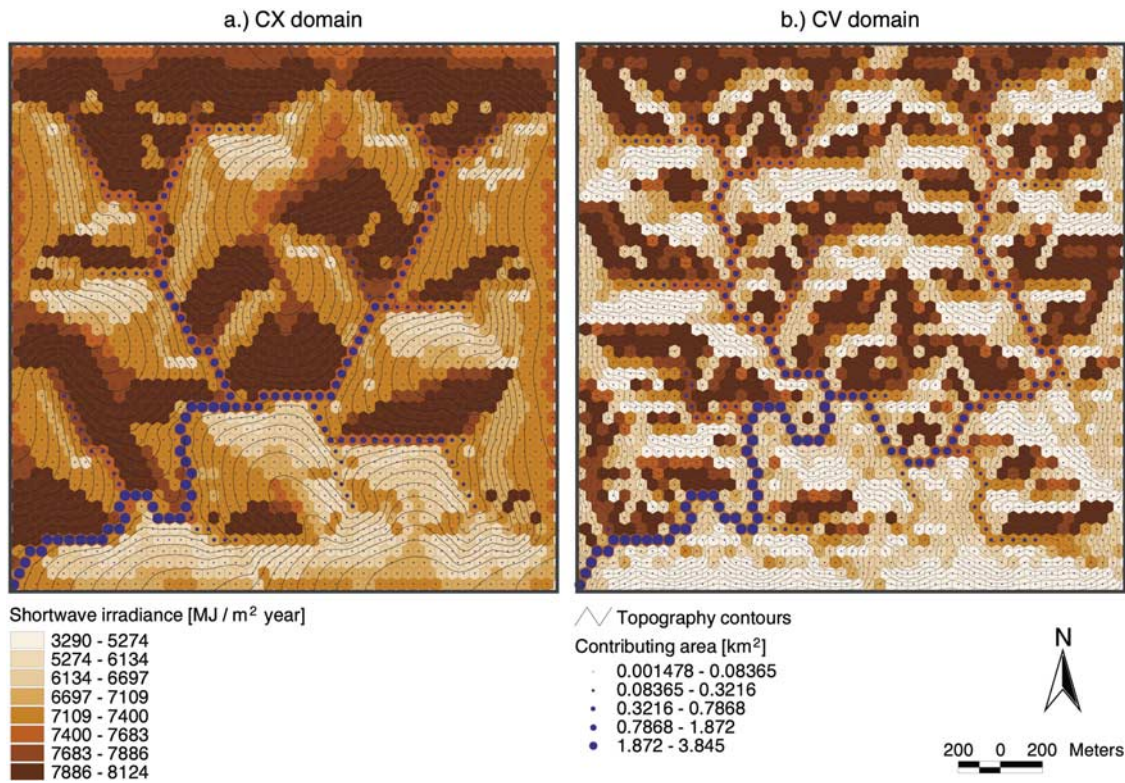 a.) CX domain
b.) CV domain
Shortwave irradiance [MJ / m² year]
3290 - 5274
5274 - 6134
6134 - 6697
6697 - 7109
7109 - 7400
7400 - 7683
7683 - 7886
7886 - 8124
Topography contours
Contributing area [km²]
0.001478 - 0.08365
0.08365 - 0.3216
0.3216 - 0.7868
0.7868 - 1.872
1.872 - 3.845
N
200 0 200 Meters